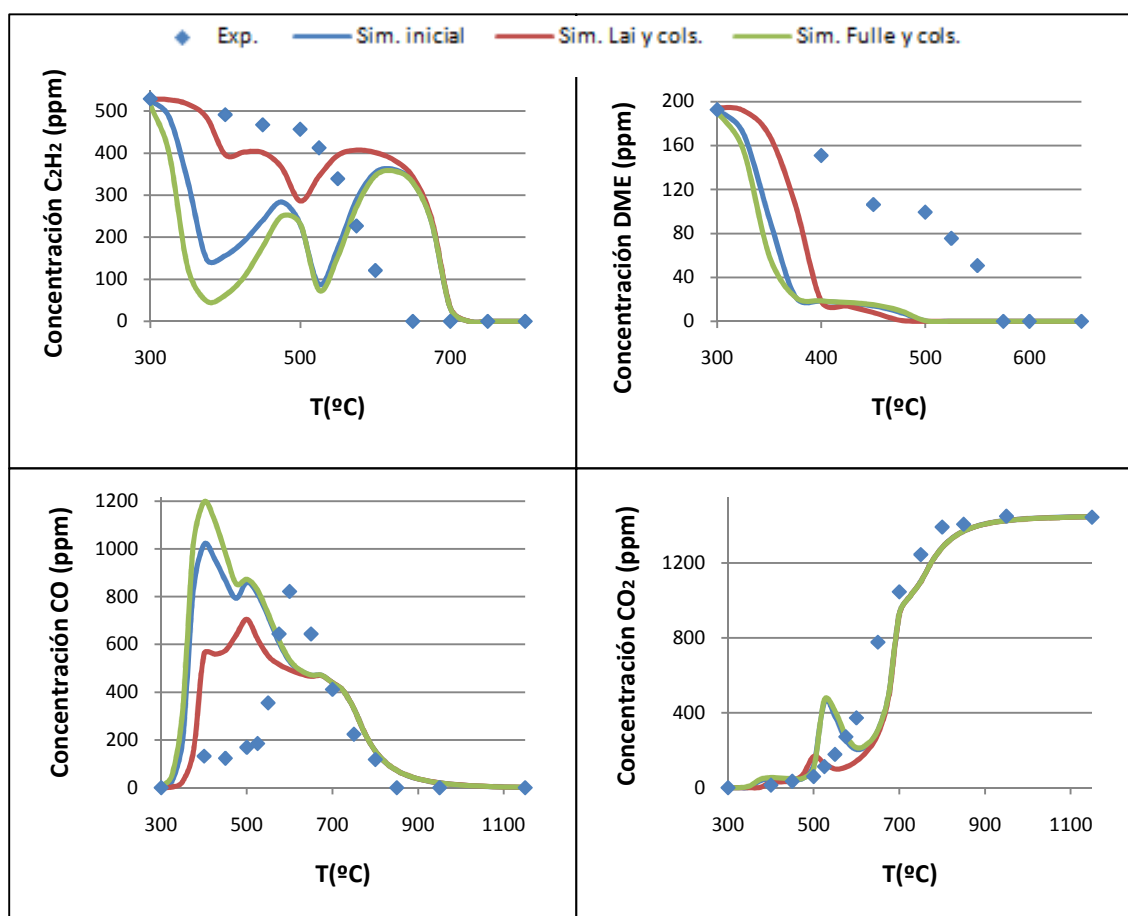 Exp. Sim. inicial Sim. Lai y cols. Sim. Fulle y cols.
Concentración C2H2 (ppm)
500
400
300
200
100
0
300 500 700
T(ºC)
Concentración DME (ppm)
200
160
120
80
40
0
300 400 500 600
T(ºC)
Concentración CO (ppm)
1200
1000
800
600
400
200
0
300 500 700 900 1100
T(ºC)
Concentración CO2 (ppm)
1200
800
400
0
300 500 700 900 1100
T(ºC)